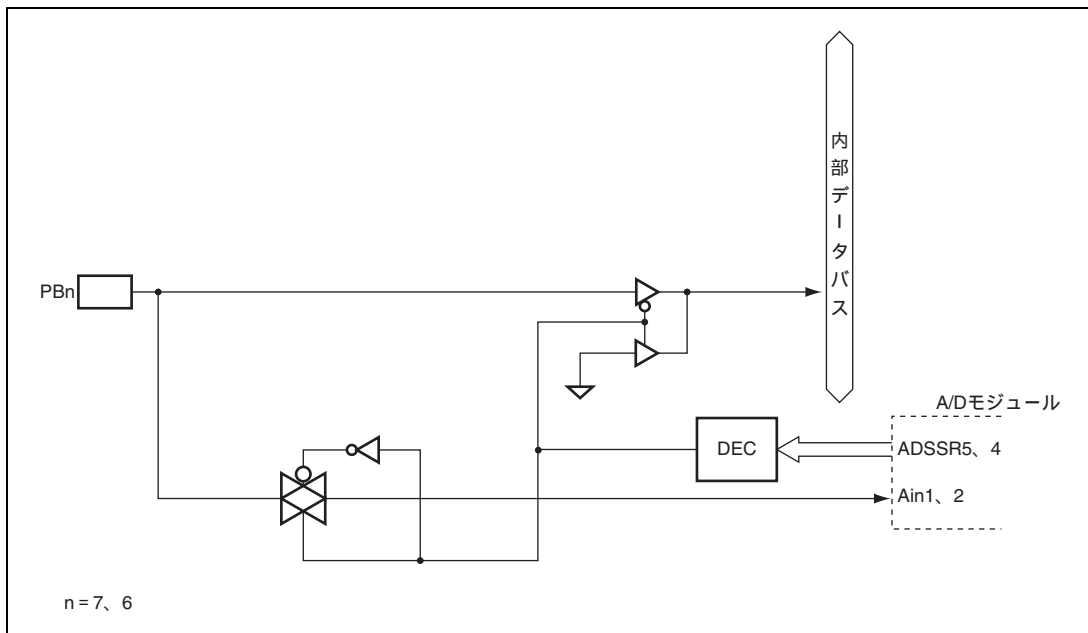 内部データバス
PBn
A/Dモジュール
DEC
ADSSR5、4
Ain1、2
n = 7、6